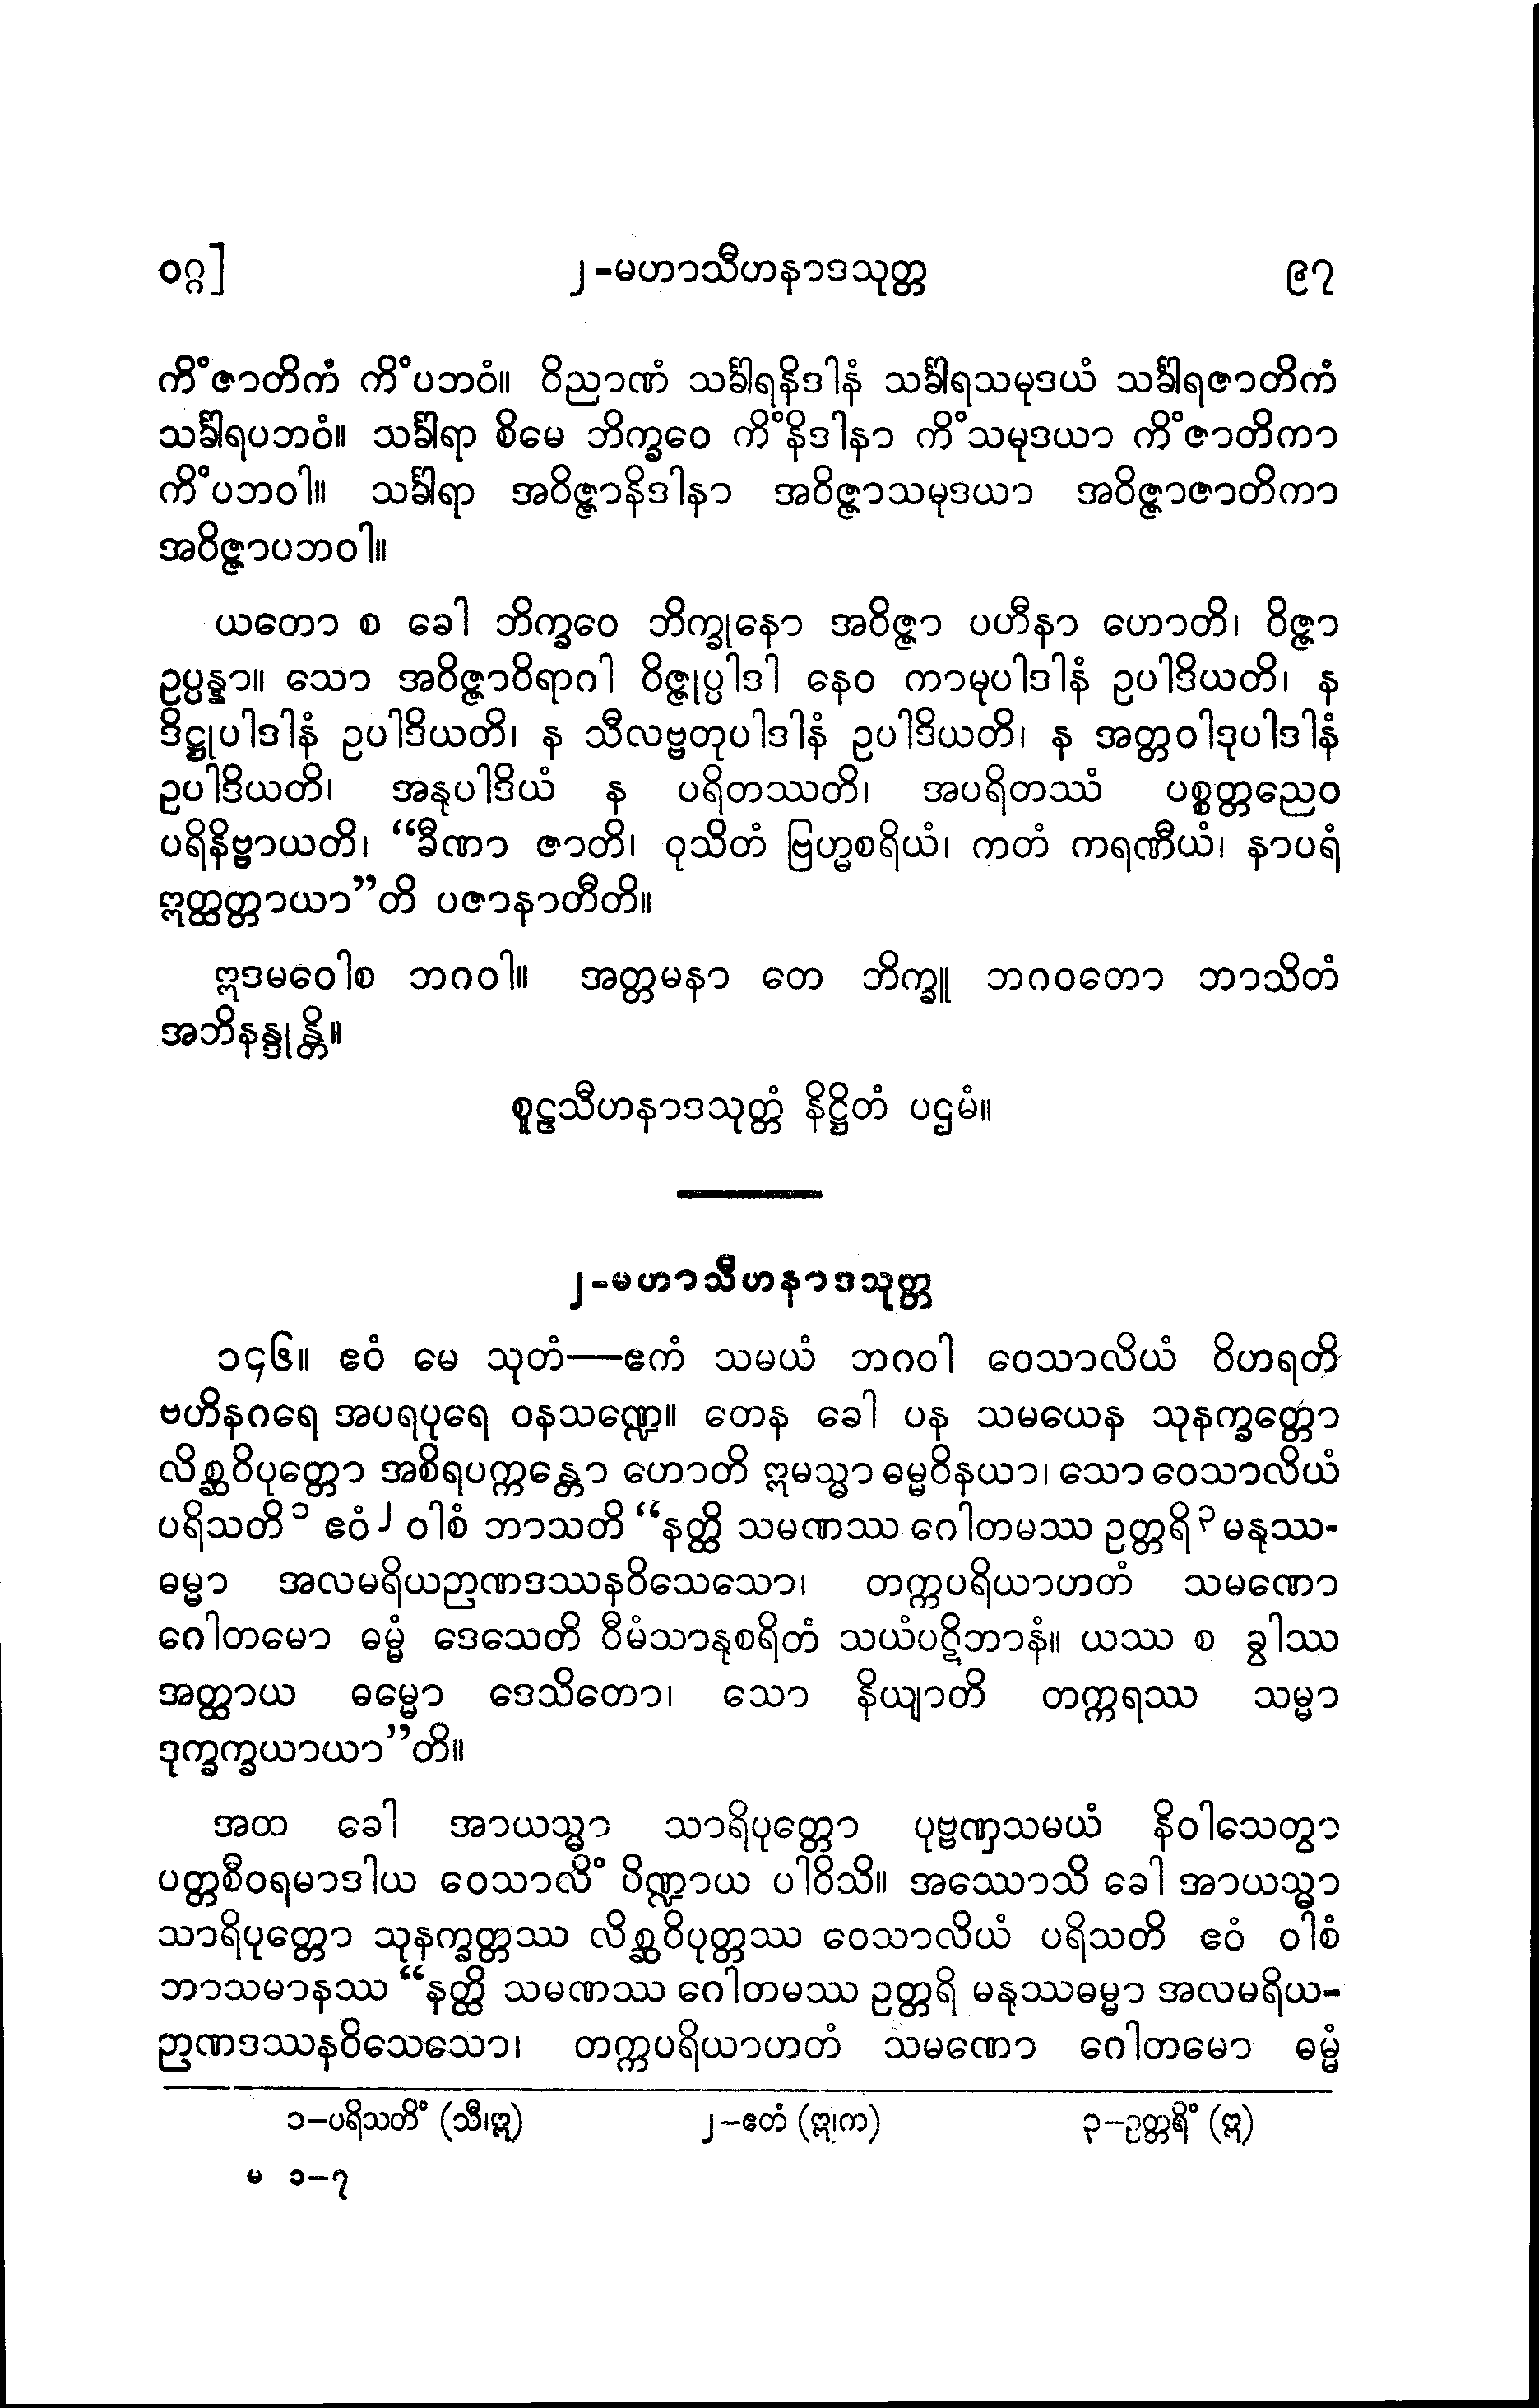 ဝဂ္ဂ] ၂-မဟာသီဟနာဒသုတ္တ ၉၇
ကိံဇာတိကံ ကိံပဘဝံ။ ဝိညာဏံ သင်္ခါရနိဒါနံ သင်္ခါရသမုဒယံ သင်္ခါရဇာတိကံ
သင်္ခါရပဘဝံ။ သင်္ခါရာ စိမေ ဘိက္ခဝေ ကိံနိဒါနာ ကိံသမုဒယာ ကိံဇာတိကာ
ကိံပဘဝါ။ သင်္ခါရာ အဝိဇ္ဇာနိဒါနာ အဝိဇ္ဇာသမုဒယာ အဝိဇ္ဇာဇာတိကာ
အဝိဇ္ဇာပဘဝါ။
ယတော စ ခေါ ဘိက္ခဝေ ဘိက္ခုနော အဝိဇ္ဇာ ပဟီနာ ဟောတိ၊ ဝိဇ္ဇာ
ဥပ္ပန္နာ။ သော အဝိဇ္ဇာဝိရာဂါ ဝိဇ္ဇုပ္ပါဒါ နေဝ ကာမုပါဒါနံ ဥပါဒိယတိ၊ န
ဒိဋ္ဌုပါဒါနံ ဥပါဒိယတိ၊ န သီလဗ္ဗတုပါဒါနံ ဥပါဒိယတိ၊ န အတ္တဝါဒုပါဒါနံ
ဥပါဒိယတိ၊ အနုပါဒိယံ န ပရိတဿတိ၊ အပရိတဿံ ပစ္စတ္တညေဝ
ပရိနိဗ္ဗာယတိ၊ “ခီဏာ ဇာတိ၊ ဝုသိတံ ဗြဟ္မစရိယံ၊ ကတံ ကရဏီယံ၊ နာပရံ
ဣတ္ထတ္တာယာ”တိ ပဇာနာတီတိ။
ဣဒမဝေါစ ဘဂဝါ။ အတ္တမနာ တေ ဘိက္ခူ ဘဂဝတော ဘာသိတံ
အဘိနန္ဒုန္တိ။
စူဠသီဟနာဒသုတ္တံ နိဋ္ဌိတံ ပဌမံ။
၂-မဟာသီဟနာဒသုတ္တ
၁၄၆။ ဧဝံ မေ သုတံ—ဧကံ သမယံ ဘဂဝါ ဝေသာလိယံ ဝိဟရတိ
ဗဟိနဂရေ အပရပုရေ ဝနသဏ္ဍေ။ တေန ခေါ ပန သမယေန သုနက္ခတ္တော
လိစ္ဆဝိပုတ္တော အစိရပက္ကန္တော ဟောတိ ဣမသ္မာ ဓမ္မဝိနယာ၊ သော ဝေသာလိယံ
ပရိသတိ၁ ဧဝံ၂ ဝါစံ ဘာသတိ “နတ္ထိ သမဏဿ ဂေါတမဿ ဥတ္တရိ၃ မနုဿ-
ဓမ္မာ အလမရိယဉာဏဒဿနဝိသေသော၊ တက္ကပရိယာဟတံ သမဏော
ဂေါတမော ဓမ္မံ ဒေသေတိ ဝီမံသာနုစရိတံ သယံပဋိဘာနံ။ ယဿ စ ခွါဿ
အတ္ထာယ ဓမ္မော ဒေသိတော၊ သော နိယျာတိ တက္ကရဿ သမ္မာ
ဒုက္ခက္ခယာယာ”တိ။
အထ ခေါ အာယသ္မာ သာရိပုတ္တော ပုဗ္ဗဏှသမယံ နိဝါသေတွာ
ပတ္တစီဝရမာဒါယ ဝေသာလိံ ပိဏ္ဍာယ ပါဝိသိ။ အဿောသိ ခေါ အာယသ္မာ
သာရိပုတ္တော သုနက္ခတ္တဿ လိစ္ဆဝိပုတ္တဿ ဝေသာလိယံ ပရိသတိ ဧဝံ ဝါစံ
ဘာသမာနဿ “နတ္ထိ သမဏဿ ဂေါတမဿ ဥတ္တရိ မနုဿဓမ္မာ အလမရိယ-
ဉာဏဒဿနဝိသေသော၊ တက္ကပရိယာဟတံ သမဏော ဂေါတမော ဓမ္မံ
၁–ပရိသတိံ (သီ၊ဣ) ၂–ဧတံ (ဣ၊က) ၃–ဥတ္တရိံ (ဣ)
မ ၁–၇